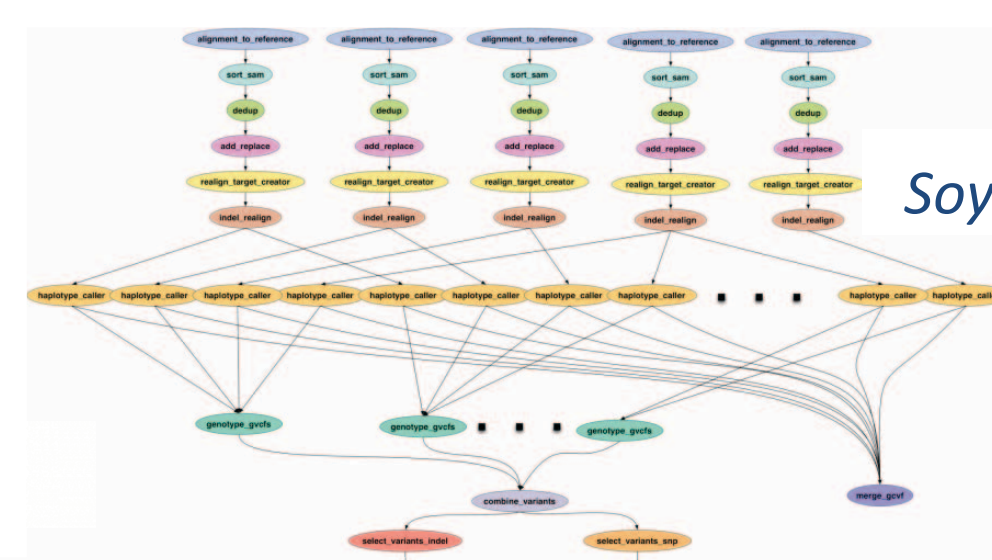 alignment_to_reference alignment_to_reference alignment_to_reference alignment_to_reference alignment_to_reference
sort_sam sort_sam sort_sam sort_sam sort_sam
dedup dedup dedup dedup dedup
add_replace add_replace add_replace add_replace add_replace
realign_target_creator realign_target_creator realign_target_creator realign_target_creator realign_target_creator
Soy
indel_realign indel_realign indel_realign indel_realign indel_realign
haplotype_caller haplotype_caller haplotype_caller haplotype_caller haplotype_caller haplotype_caller haplotype_caller haplotype_caller haplotype_caller
genotype_gvcfs genotype_gvcfs genotype_gvcfs
merge_gcvf
combine_variants
select_variants_indel select_variants_snp